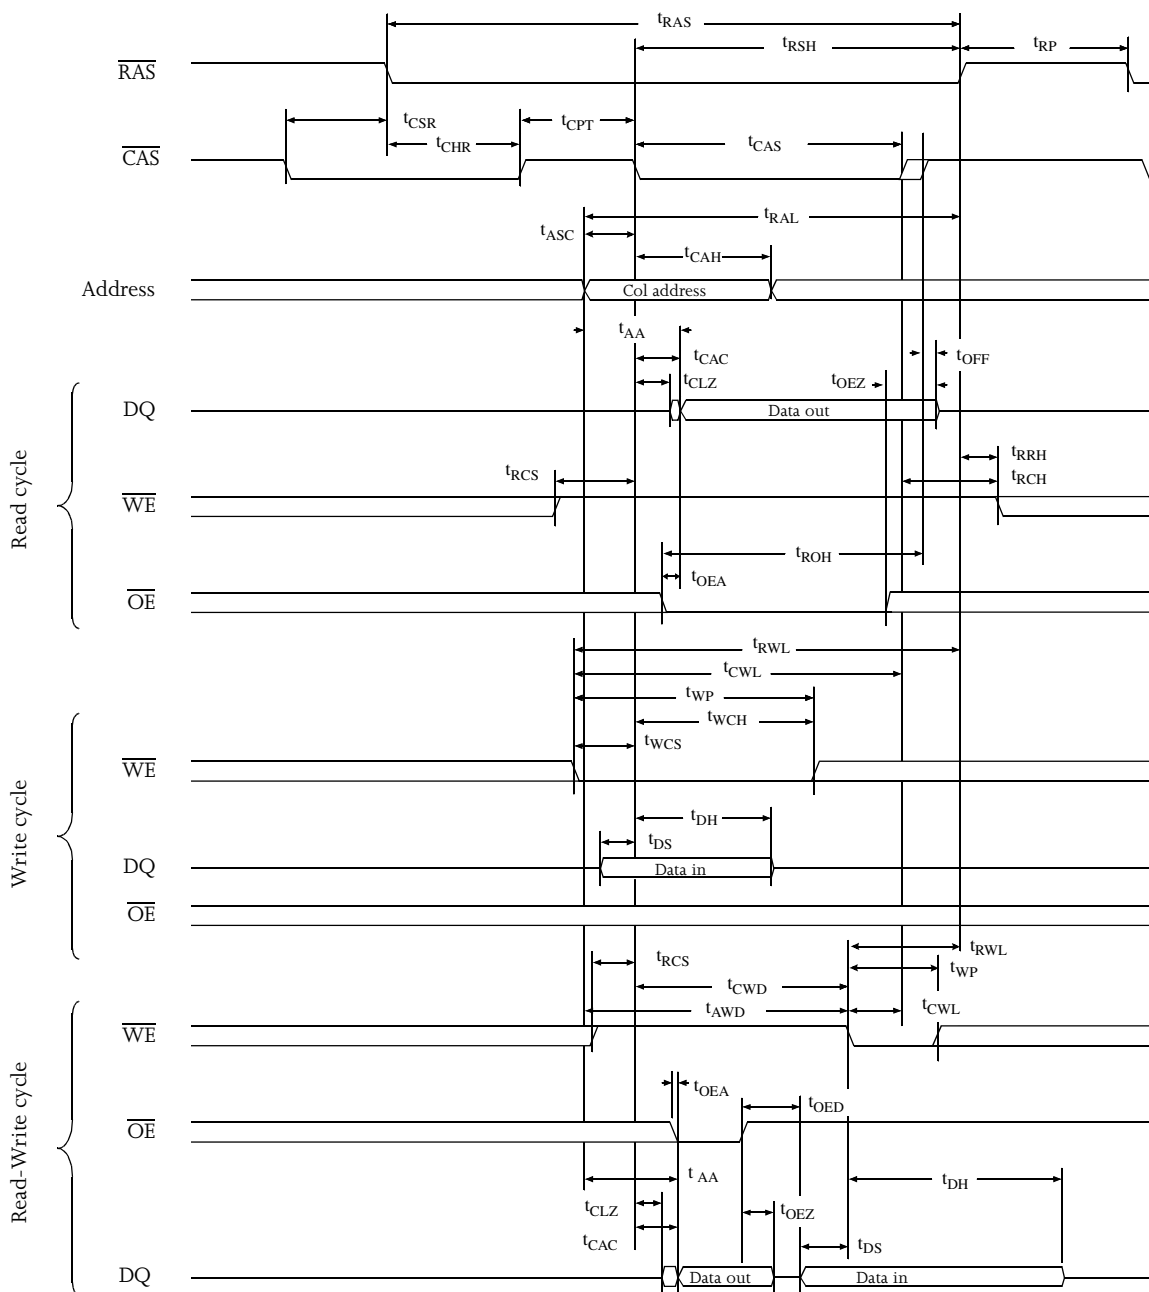 tRAS
tRSH
tRP
RAS
tCSR
tCPT
tCHR
tCAS
CAS
tRAL
tASC
tCAH
Address
Col address
tAA
tCAC
tOFF
tCLZ
tOEZ
DQ
Data out
tRRH
tRCS
tRCH
WE
Read cycle
tROH
tOEA
OE
tRWL
tCWL
tWP
tWCH
tWCS
WE
tDH
tDS
Write cycle
DQ
Data in
OE
tRWL
tRCS
tWP
tCWD
tAWD
tCWL
WE
tOEA
tOED
OE
Read-Write cycle
t AA
tDH
tCLZ
tOEZ
tCAC
tDS
DQ
Data out
Data in